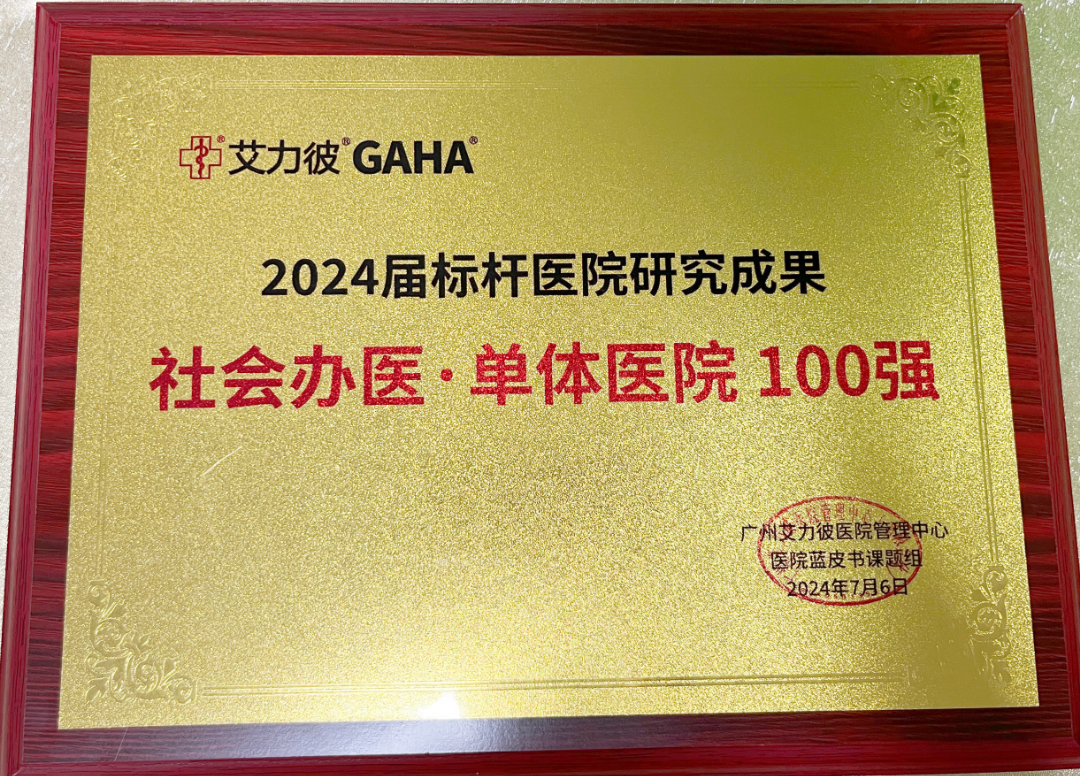 艾力彼® GAHA®
2024届标杆医院研究成果
社会办医·单体医院 100强
广州艾力彼医院管理中心
医院蓝皮书课题组
2024年7月6日